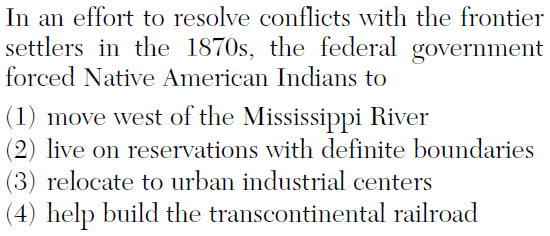 In an effort to resolve conflicts with the frontier
settlers in the 1870s, the federal government
forced Native American Indians to
(1) move west of the Mississippi River
(2) live on reservations with definite boundaries
(3) relocate to urban industrial centers
(4) help build the transcontinental railroad